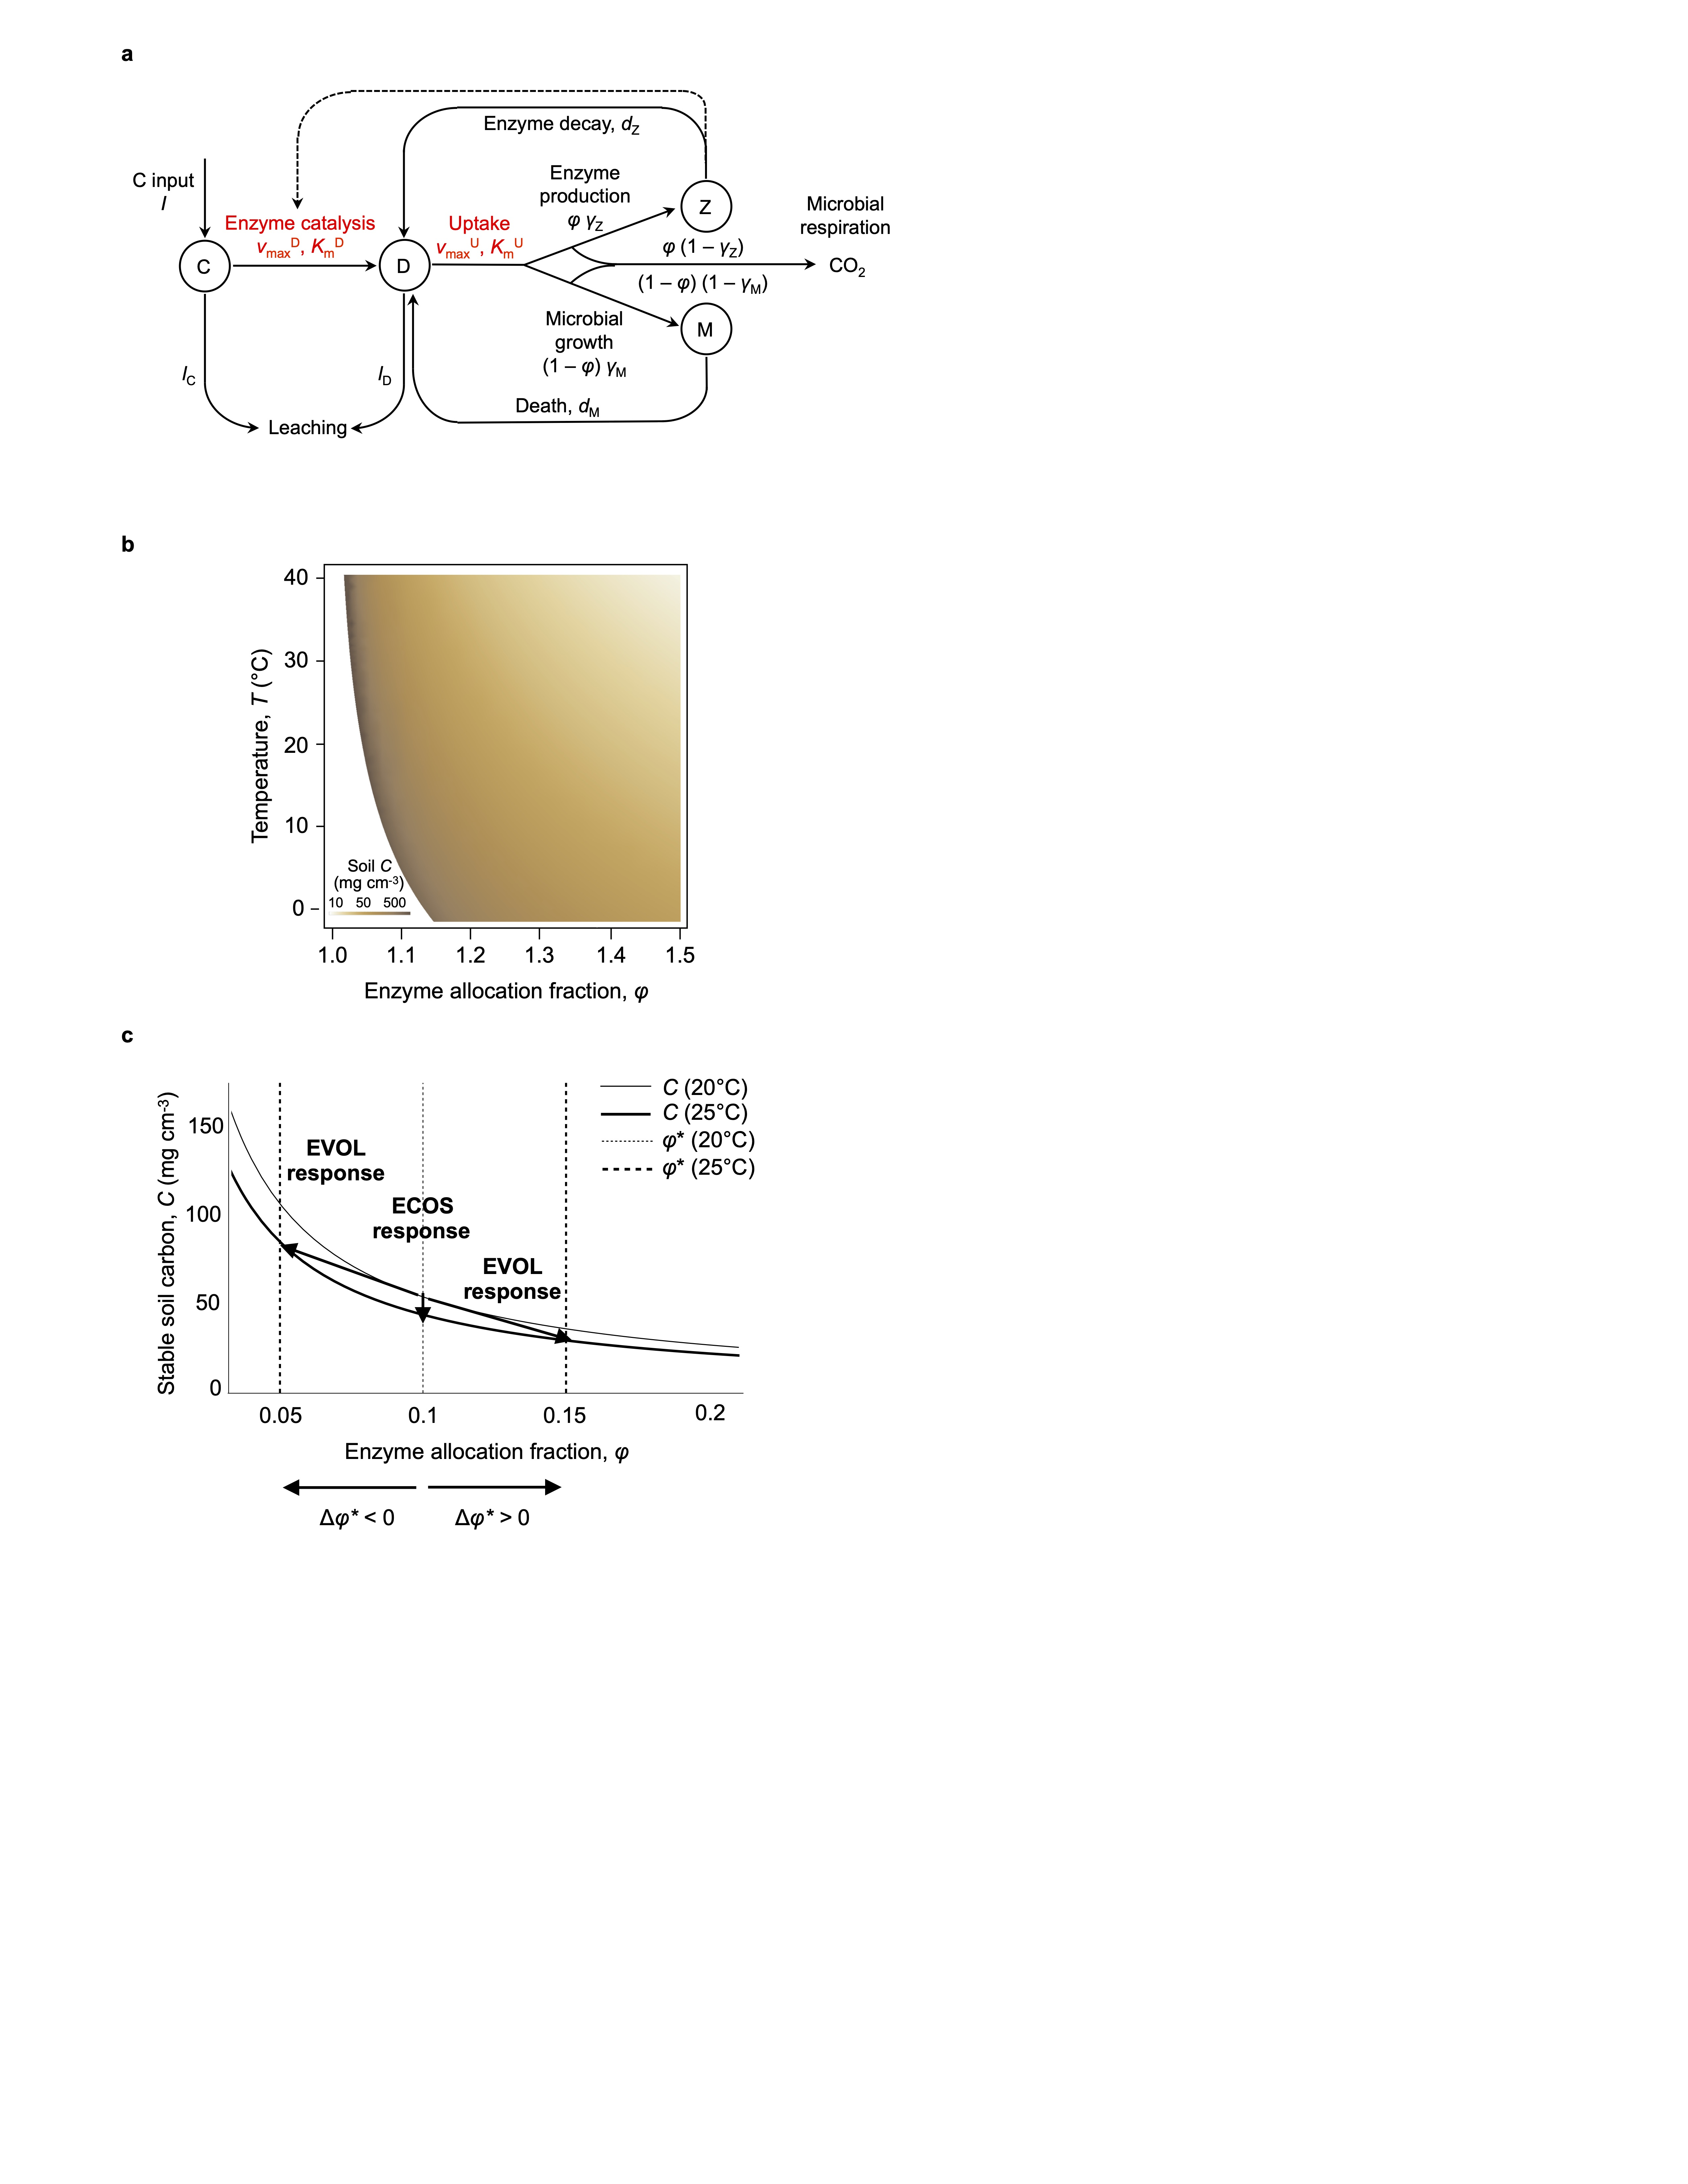 a
Enzyme decay, dZ
C input
I
Enzyme
production
φ γZ
Z
Microbial
respiration
Enzyme catalysis
vmaxD, KmD
Uptake
vmaxU, KmU
φ (1 – γZ)
C
D
CO2
(1 – φ) (1 – γM)
Microbial
growth
(1 – φ) γM
M
lC
lD
Death, dM
Leaching
b
Temperature, T (°C)
40
30
20
10
0
Soil C
(mg cm-3)
10 50 500
1.0 1.1 1.2 1.3 1.4 1.5
Enzyme allocation fraction, φ
c
Stable soil carbon, C (mg cm-3)
150
100
50
0
C (20°C)
C (25°C)
φ* (20°C)
φ* (25°C)
EVOL
response
ECOS
response
EVOL
response
0.05 0.1 0.15 0.2
Enzyme allocation fraction, φ
Δφ* < 0 Δφ* > 0